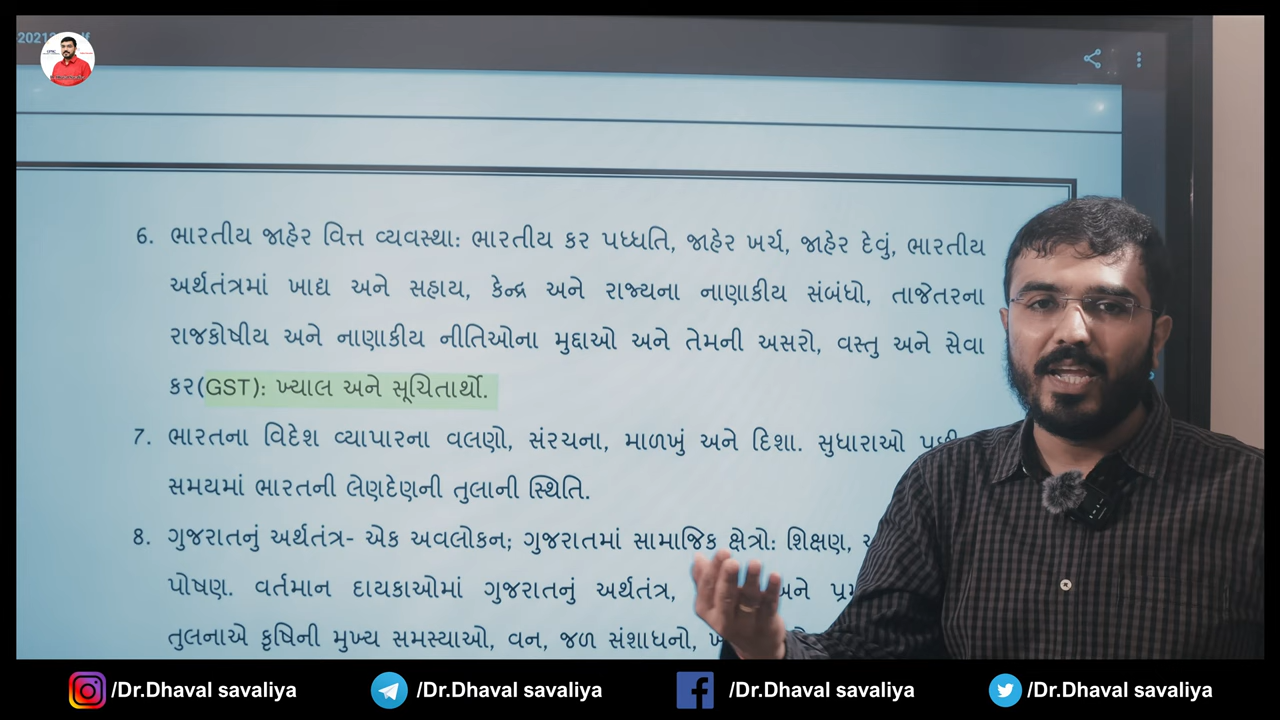 6. ભારતીય જાહેર વિત્ત વ્યવસ્થા: ભારતીય કર પધ્ધતિ, જાહેર ખર્ચ, જાહેર દેવું, ભારતીય
અર્થતંત્રમાં ખાદ્ય અને સહાય, કેન્દ્ર અને રાજ્યના નાણાકીય સંબંધો, તાજેતરના
રાજકોષીય અને નાણાકીય નીતિઓના મુદ્દાઓ અને તેમની અસરો, વસ્તુ અને સેવા
કર(GST): ખ્યાલ અને સૂચિતાર્થો.
7. ભારતના વિદેશ વ્યાપારના વલણો, સંરચના, માળખું અને દિશા. સુધારાઓ
સમયમાં ભારતની લેણદેણની તુલાની સ્થિતિ.
8. ગુજરાતનું અર્થતંત્ર- એક અવલોકન; ગુજરાતમાં સામાજિક ક્ષેત્રો: શિક્ષણ,
પોષણ. વર્તમાન દાયકાઓમાં ગુજરાતનું અર્થતંત્ર, અને
તુલનાએ કૃષિની મુખ્ય સમસ્યાઓ, વન, જળ સંશાધનો,
/Dr.Dhaval savaliya /Dr.Dhaval savaliya /Dr.Dhaval savaliya /Dr.Dhaval savaliya